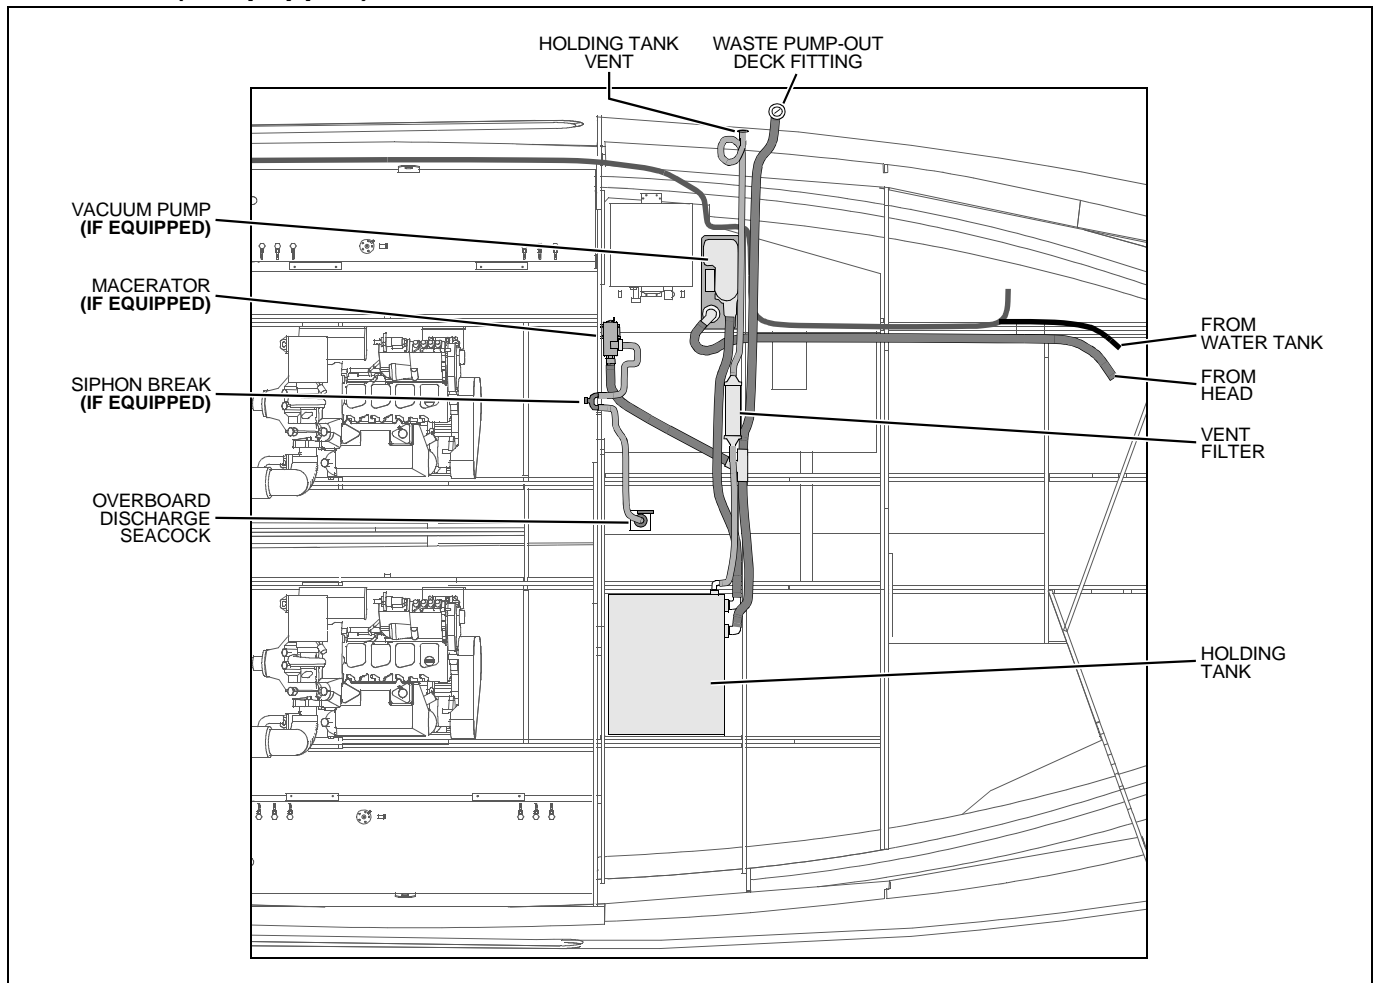 HOLDING TANK
VENT
WASTE PUMP-OUT
DECK FITTING
VACUUM PUMP
(IF EQUIPPED)
MACERATOR
(IF EQUIPPED)
SIPHON BREAK
(IF EQUIPPED)
OVERBOARD
DISCHARGE
SEACOCK
FROM
WATER TANK
FROM
HEAD
VENT
FILTER
HOLDING
TANK